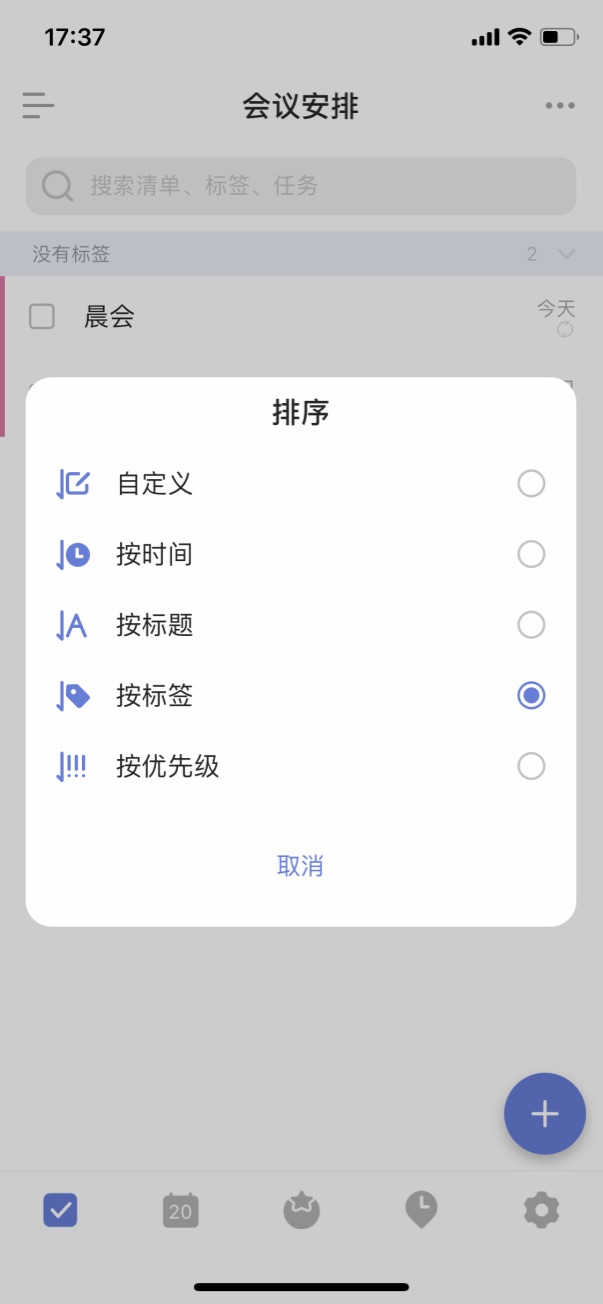 17:37
会议安排
搜索清单、标签、任务
没有标签 2
晨会 今天
排序
自定义
按时间
按标题
按标签
按优先级
取消
20